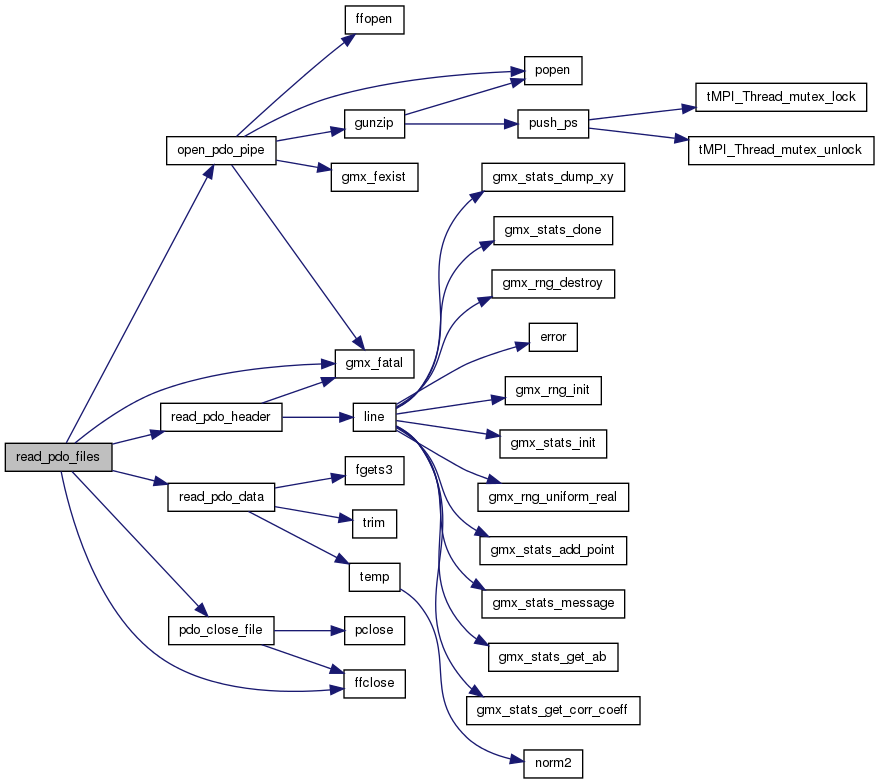 ffopen
popen
tMPI_Thread_mutex_lock
gunzip
push_ps
open_pdo_pipe
tMPI_Thread_mutex_unlock
gmx_fexist
gmx_stats_dump_xy
gmx_stats_done
gmx_rng_destroy
error
gmx_fatal
gmx_rng_init
read_pdo_header
line
gmx_stats_init
read_pdo_files
fgets3
read_pdo_data
gmx_rng_uniform_real
trim
gmx_stats_add_point
temp
gmx_stats_message
pdo_close_file
pclose
gmx_stats_get_ab
ffclose
gmx_stats_get_corr_coeff
norm2